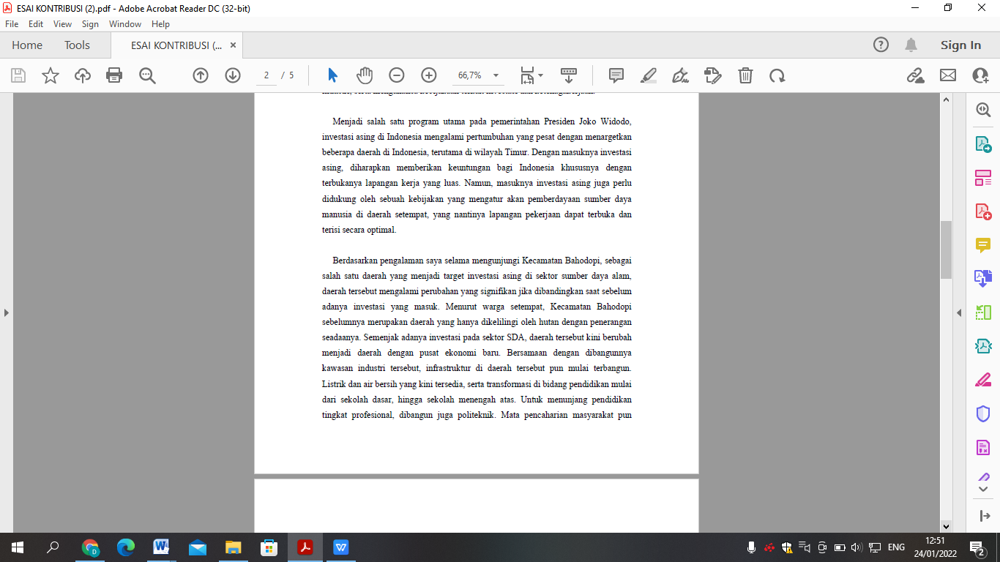 ESAI KONTRIBUSI (2).pdf - Adobe Acrobat Reader DC (32-bit)
File Edit View Sign Window Help
Home Tools ESAI KONTRIBUSI (... × Sign In
2 / 5 66,7%
Menjadi salah satu program utama pada pemerintahan Presiden Joko Widodo,
investasi asing di Indonesia mengalami pertumbuhan yang pesat dengan menargetkan
beberapa daerah di Indonesia, terutama di wilayah Timur. Dengan masuknya investasi
asing, diharapkan memberikan keuntungan bagi Indonesia khususnya dengan
terbukanya lapangan kerja yang luas. Namun, masuknya investasi asing juga perlu
didukung oleh sebuah kebijakan yang mengatur akan pemberdayaan sumber daya
manusia di daerah setempat, yang nantinya lapangan pekerjaan dapat terbuka dan
terisi secara optimal.
Berdasarkan pengalaman saya selama mengunjungi Kecamatan Bahodopi, sebagai
salah satu daerah yang menjadi target investasi asing di sektor sumber daya alam,
daerah tersebut mengalami perubahan yang signifikan jika dibandingkan saat sebelum
adanya investasi yang masuk. Menurut warga setempat, Kecamatan Bahodopi
sebelumnya merupakan daerah yang hanya dikelilingi oleh hutan dengan penerangan
seadaanya. Semenjak adanya investasi pada sektor SDA, daerah tersebut kini berubah
menjadi daerah dengan pusat ekonomi baru. Bersamaan dengan dibangunnya
kawasan industri tersebut, infrastruktur di daerah tersebut pun mulai terbangun.
Listrik dan air bersih yang kini tersedia, serta transformasi di bidang pendidikan mulai
dari sekolah dasar, hingga sekolah menengah atas. Untuk menunjang pendidikan
tingkat profesional, dibangun juga politeknik. Mata pencaharian masyarakat pun
ENG 12:51
24/01/2022
2